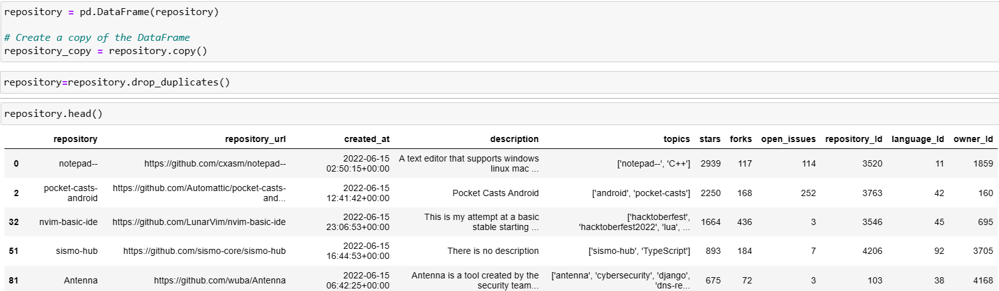 repository = pd.DataFrame(repository)
# Create a copy of the DataFrame
repository_copy = repository.copy()
repository=repository.drop_duplicates()
repository.head()
repository repository_url created_at description topics stars forks open_issues repository_Id language_Id owner_Id
0 notepad-- https://github.com/cxasm/notepad-- 2022-06-15 02:50:15+00:00 A text editor that supports windows linux mac ... ['notepad--', 'C++'] 2939 117 114 3520 11 1859
2 pocket-casts-android https://github.com/Automattic/pocket-casts-and... 2022-06-15 12:41:42+00:00 Pocket Casts Android ['android', 'pocket-casts'] 2250 168 252 3763 42 160
32 nvim-basic-ide https://github.com/LunarVim/nvim-basic-ide 2022-06-15 23:06:53+00:00 This is my attempt at a basic stable starting ... ['hacktoberfest', 'hacktoberfest2022', 'lua', ... 1664 436 3 3546 45 695
51 sismo-hub https://github.com/sismo-core/sismo-hub 2022-06-15 16:44:53+00:00 There is no description ['sismo-hub', 'TypeScript'] 893 184 7 4206 92 3705
81 Antenna https://github.com/wuba/Antenna 2022-06-15 06:42:25+00:00 Antenna is a tool created by the security team... ['antenna', 'cybersecurity', 'django', 'dns-re... 675 72 3 103 38 4168